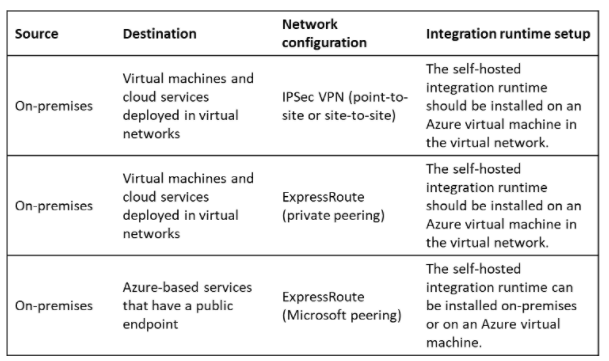 Source
Destination
Network
configuration
Integration runtime setup
On-premises
Virtual machines and
cloud services
deployed in virtual
networks
IPSec VPN (point-to-
site or site-to-site)
The self-hosted
integration runtime
should be installed on an
Azure virtual machine in
the virtual network.
On-premises
Virtual machines and
cloud services
deployed in virtual
networks
ExpressRoute
(private peering)
The self-hosted
integration runtime
should be installed on an
Azure virtual machine in
the virtual network.
On-premises
Azure-based services
that have a public
endpoint
ExpressRoute
(Microsoft peering)
The self-hosted
integration runtime can
be installed on-premises
or on an Azure virtual
machine.